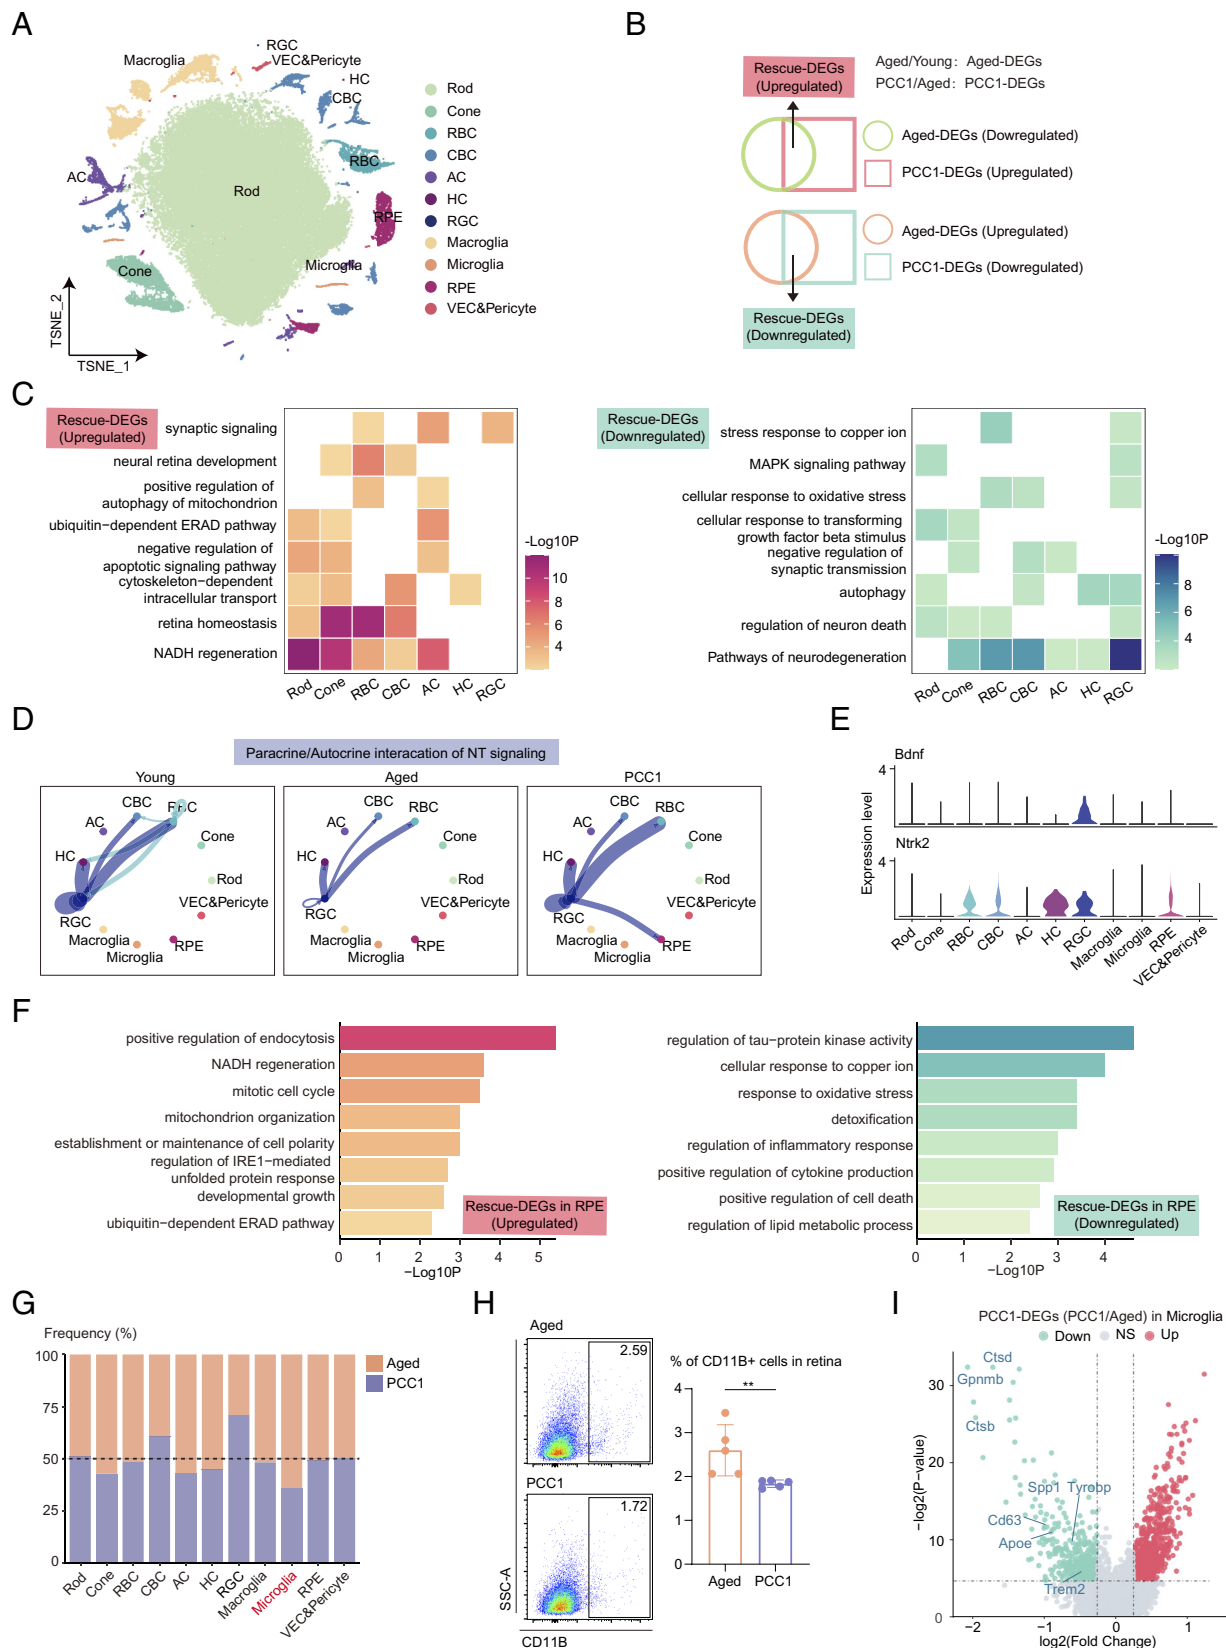 A
Macroglia
RGC
VEC&Pericyte
HC
CBC
RBC
AC
Rod
RPE
Microglia
Cone
TSNE_2
TSNE_1
Rod
Cone
RBC
CBC
AC
HC
RGC
Macroglia
Microglia
RPE
VEC&Pericyte
B
Rescue-DEGs
(Upregulated)
Aged/Young: Aged-DEGs
PCC1/Aged: PCC1-DEGs
Aged-DEGs (Dowregulated)
PCC1-DEGs (Upregulated)
Aged-DEGs (Upregulated)
PCC1-DEGs (Dowregulated)
Rescue-DEGs
(Downregulated)
C
Rescue-DEGs
(Upregulated)
synaptic signaling
neural retina development
positive regulation of
autophagy of mitochondrion
ubiquitin-dependent ERAD pathway
negative regulation of
apoptotic signaling pathway
cytoskeleton-dependent
intracellular transport
retina homeostasis
NADH regeneration
Rod Cone RBC CBC AC HC RGC
-Log10P
10
8
6
4
Rescue-DEGs
(Downregulated)
stress response to copper ion
MAPK signaling pathway
cellular response to oxidative stress
cellular response to transforming
growth factor beta stimulus
negative regulation of
synaptic transmission
autophagy
regulation of neuron death
Pathways of neurodegeneration
Rod Cone RBC CBC AC HC RGC
-Log10P
8
6
4
D
Paracrine/Autocrine interacation of NT signaling
Young
CBC
RBC
AC
Cone
HC
Rod
VEC&Pericyte
RGC
Macroglia
RPE
Microglia
Aged
CBC
RBC
AC
Cone
HC
Rod
VEC&Pericyte
RGC
Macroglia
RPE
Microglia
PCC1
CBC
RBC
AC
Cone
HC
Rod
VEC&Pericyte
RGC
Macroglia
RPE
Microglia
E
Bdnf
4
Ntrk2
4
Expression level
Rod Cone RBC CBC AC HC RGC Macroglia Microglia RPE VEC&Pericyte
F
positive regulation of endocytosis
NADH regeneration
mitotic cell cycle
mitochondrion organization
establishment or maintenance of cell polarity
regulation of IRE1-mediated
unfolded protein response
developmental growth
ubiquitin-dependent ERAD pathway
Rescue-DEGs in RPE
(Upregulated)
0 1 2 3 4 5
-Log10P
regulation of tau-protein kinase activity
cellular response to copper ion
response to oxidative stress
detoxification
regulation of inflammatory response
positive regulation of cytokine production
positive regulation of cell death
regulation of lipid metabolic process
Rescue-DEGs in RPE
(Downregulated)
0 1 2 3 4
-Log10P
G
Frequency (%)
100
75
50
25
0
Aged
PCC1
Rod Cone RBC CBC AC HC RGC Macroglia Microglia RPE VEC&Pericyte
H
Aged
2.59
PCC1
1.72
SSC-A
CD11B
% of CD11B+ cells in retina
**
4
3
2
1
0
Aged PCC1
I
PCC1-DEGs (PCC1/Aged) in Microglia
Down NS Up
Ctsd
Gpnmb
Ctsb
Spp1 Tyrobp
Cd63
Apoe
Trem2
30
20
10
0
-log2(P-value)
-2 -1 0 1
log2(Fold Change)